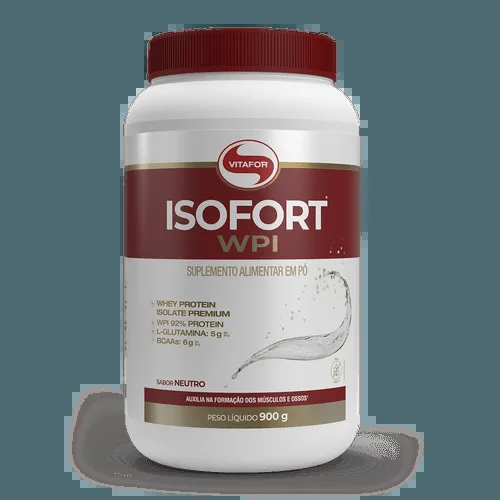 VITAFOR
ISOFORT
WPI
SUPLEMENTO ALIMENTAR EM PÓ
WHEY PROTEIN
ISOLATE PREMIUM
WPI 92% PROTEIN
L-GLUTAMINA: 5g
BCAAs: 6g
SABOR NEUTRO
AUXILIA NA FORMAÇÃO DOS MÚSCULOS E OSSOS
PESO LÍQUIDO 900 g